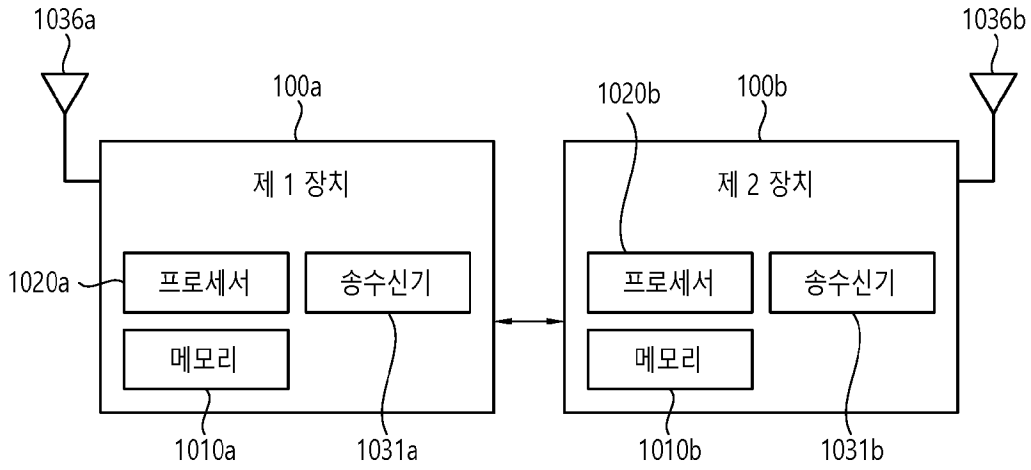 1036a
1036b
100a
1020b
100b
제 1 장치
제 2 장치
1020a
프로세서
송수신기
프로세서
송수신기
메모리
메모리
1010a
1031a
1010b
1031b